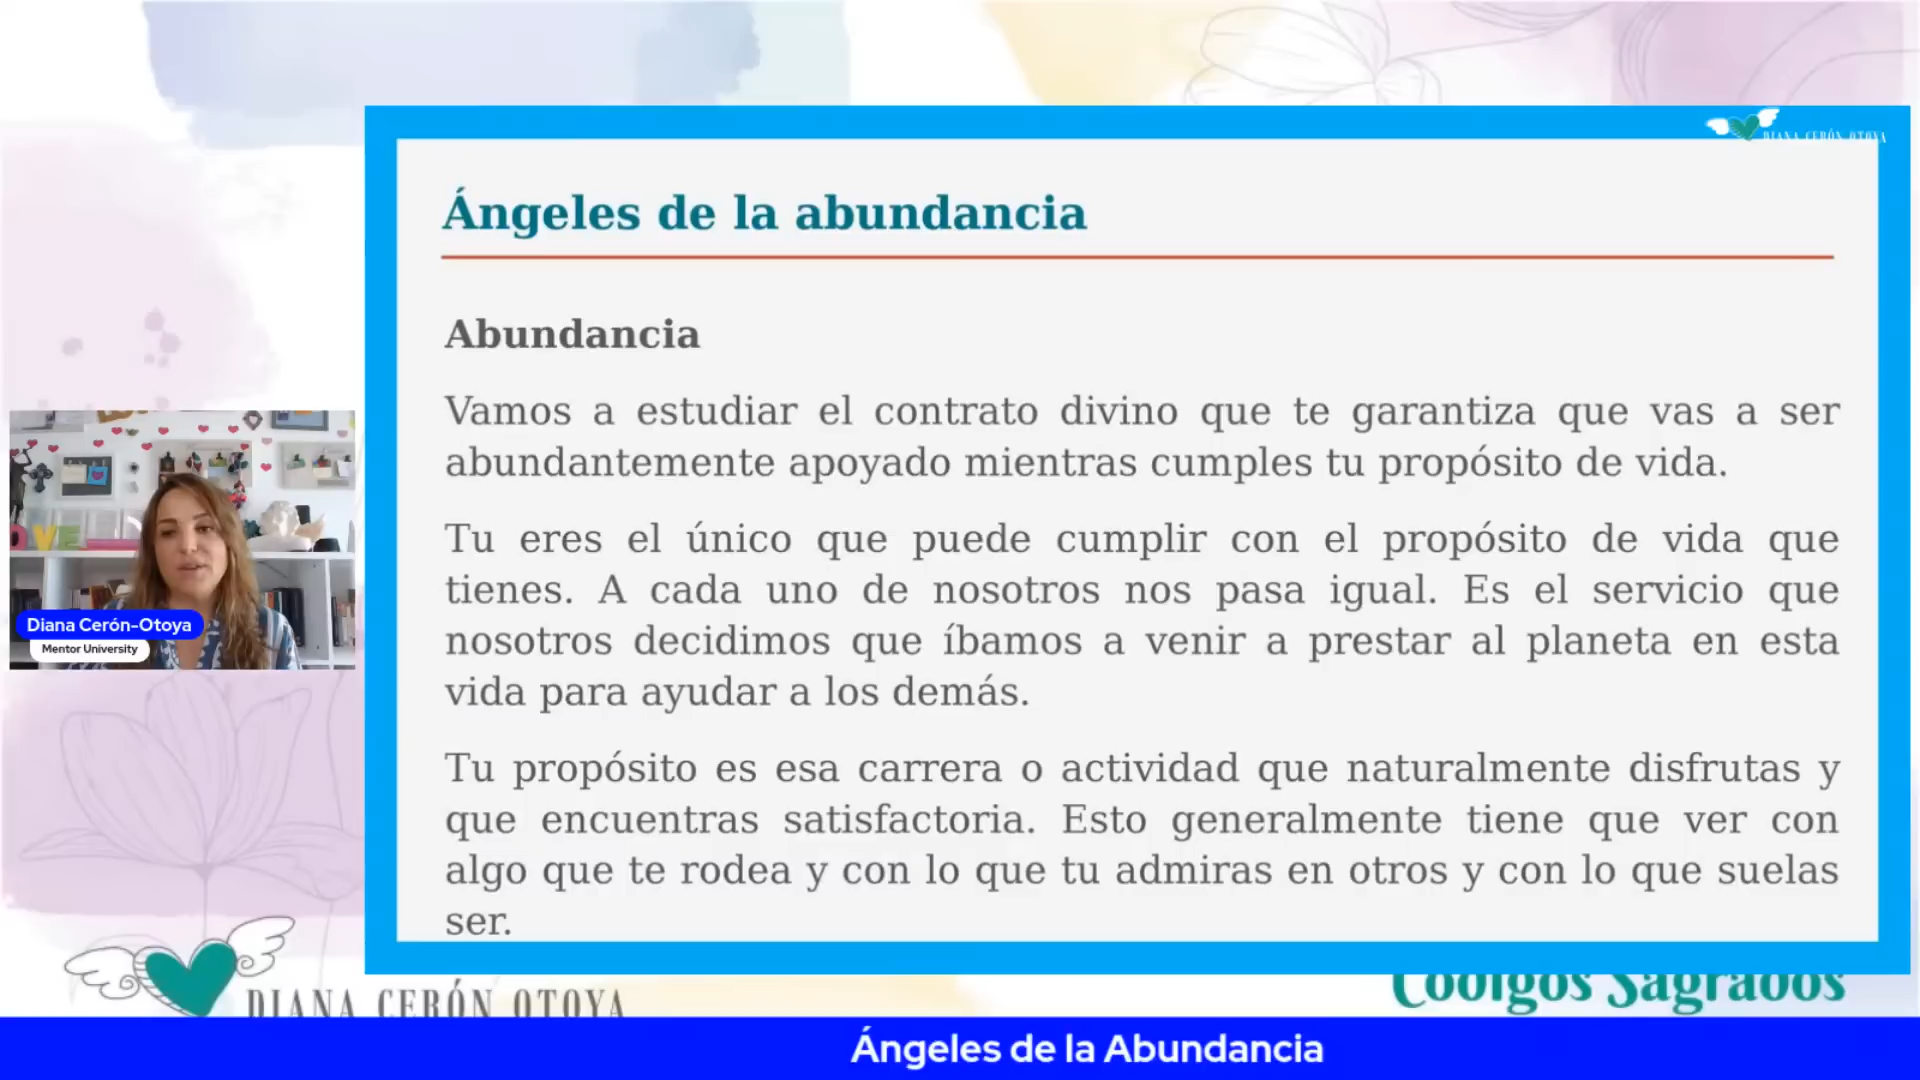 DIANA CERÓN OTOYA
Ángeles de la abundancia
Abundancia
Vamos a estudiar el contrato divino que te garantiza que vas a ser
abundantemente apoyado mientras cumples tu propósito de vida.
Tu eres el único que puede cumplir con el propósito de vida que
tienes. A cada uno de nosotros nos pasa igual. Es el servicio que
nosotros decidimos que íbamos a venir a prestar al planeta en esta
vida para ayudar a los demás.
Tu propósito es esa carrera o actividad que naturalmente disfrutas y
que encuentras satisfactoria. Esto generalmente tiene que ver con
algo que te rodea y con lo que tu admiras en otros y con lo que suelas
ser.
VE
Diana Cerón-Otoya
Mentor University
DIANA CERÓN OTOYA
Códigos Sagrados
Ángeles de la Abundancia